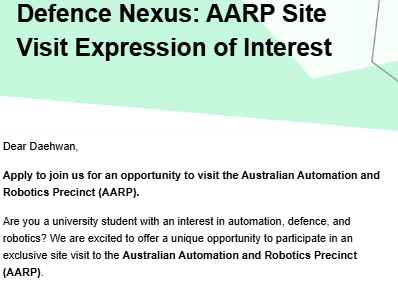 Defence Nexus: AARP Site
Visit Expression of Interest
Dear Daehwan,
Apply to join us for an opportunity to visit the Australian Automation and
Robotics Precinct (AARP).
Are you a university student with an interest in automation, defence, and
robotics? We are excited to offer a unique opportunity to participate in an
exclusive site visit to the Australian Automation and Robotics Precinct
(AARP).